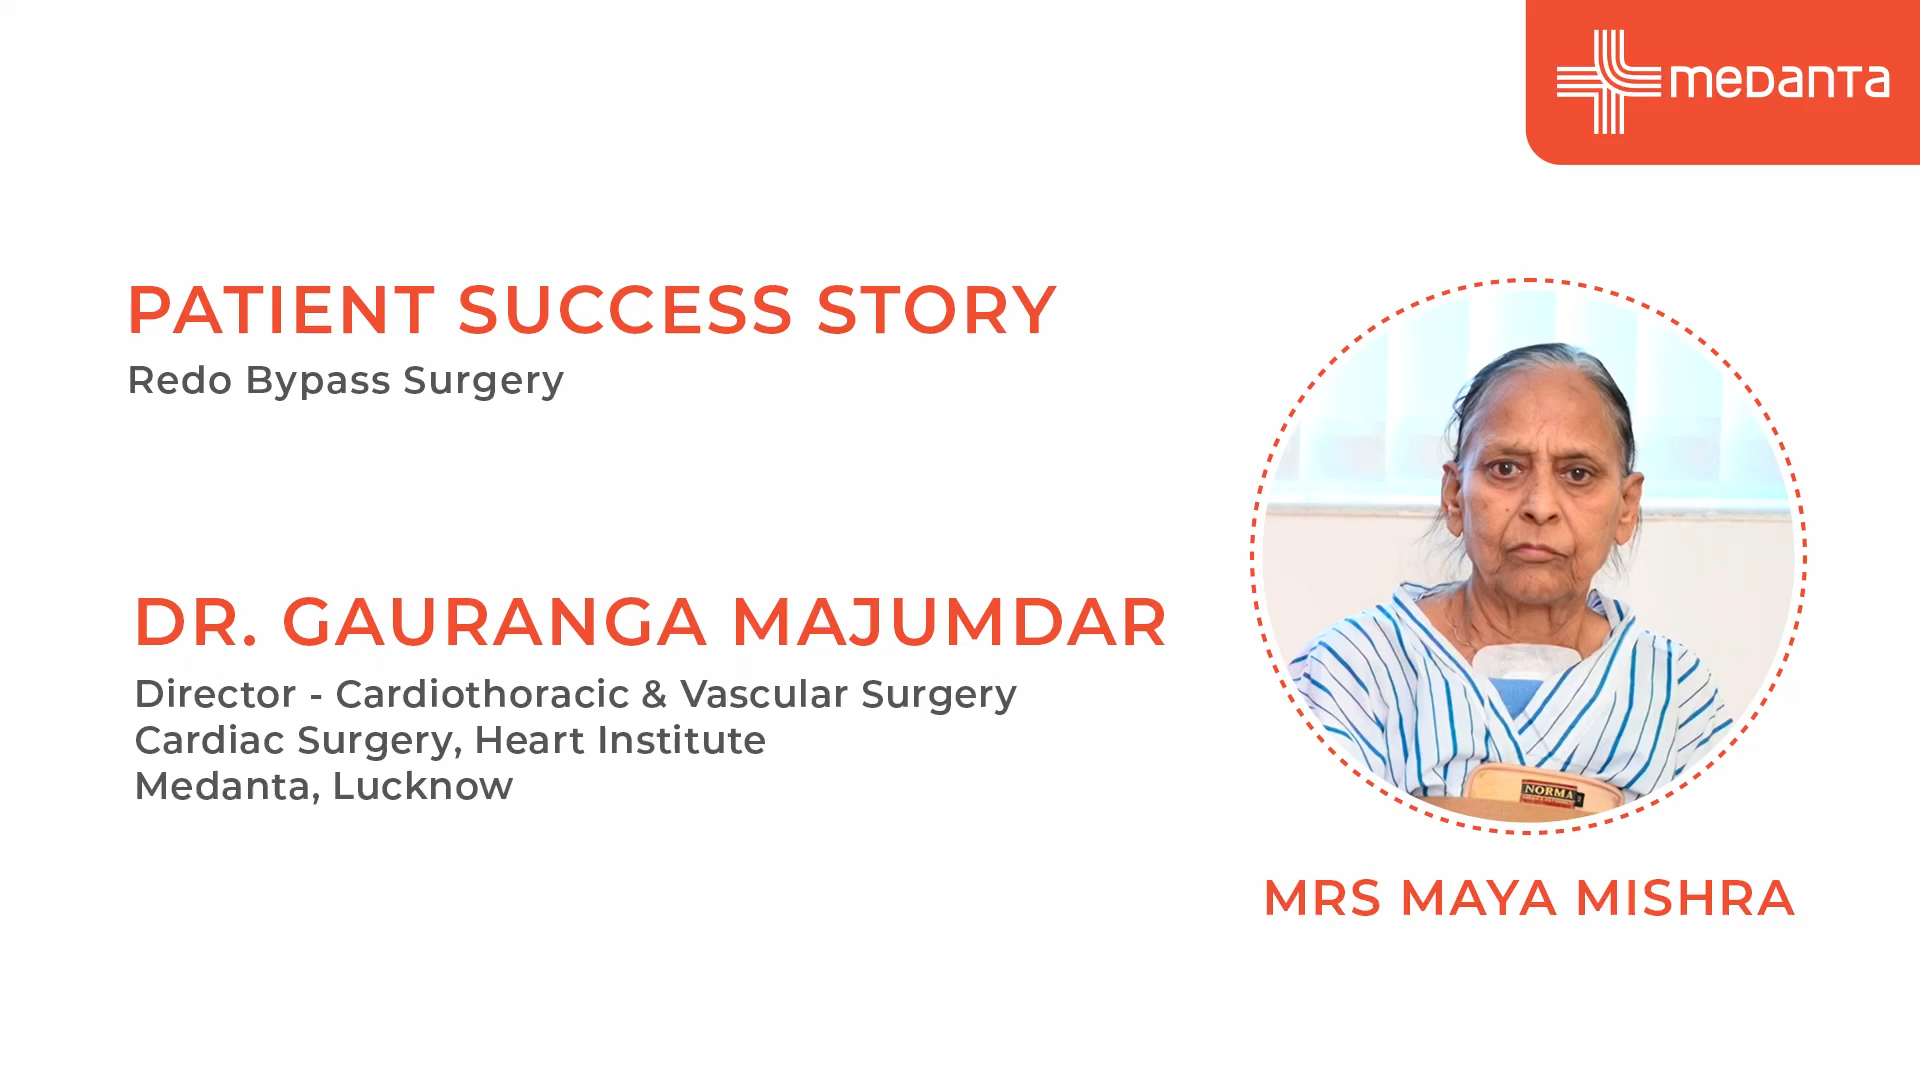 medanta
PATIENT SUCCESS STORY
Redo Bypass Surgery
DR. GAURANGA MAJUMDAR
Director - Cardiothoracic & Vascular Surgery
Cardiac Surgery, Heart Institute
Medanta, Lucknow
NORMA
MRS MAYA MISHRA